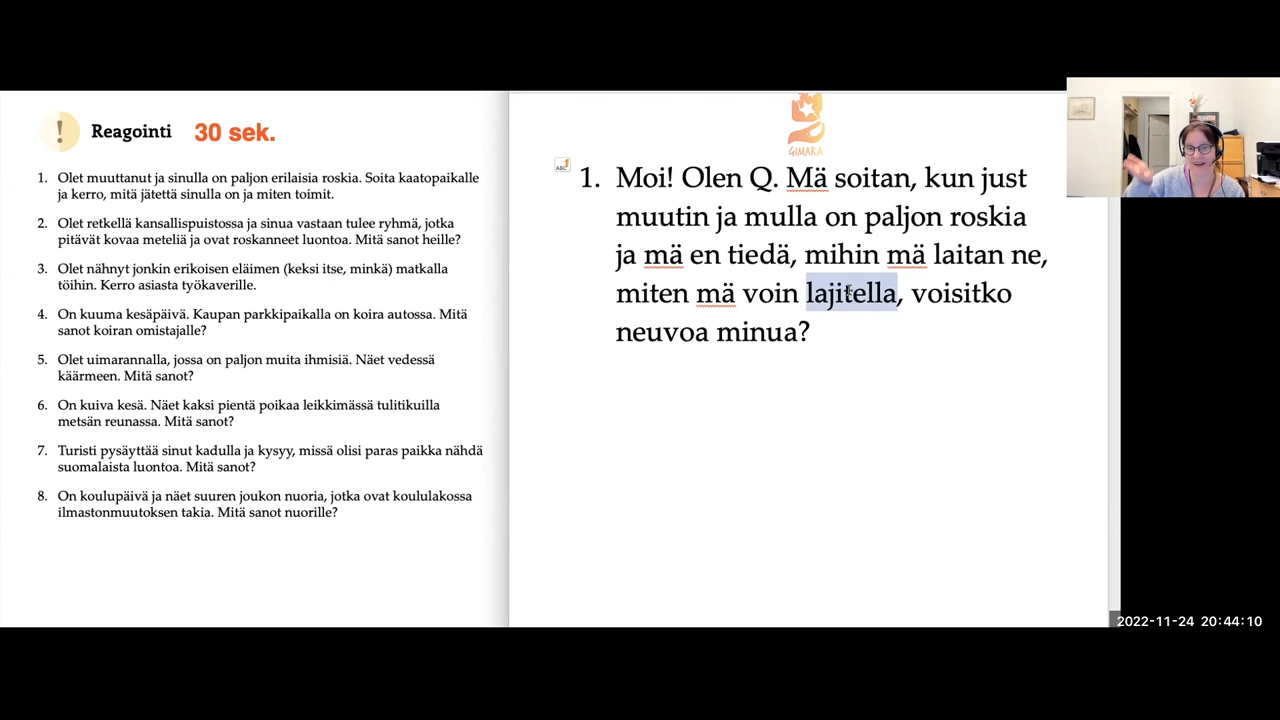 ! Reagointi 30 sek.
1. Olet muuttanut ja sinulla on paljon erilaisia roskia. Soita kaatopaikalle
ja kerro, mitä jätettä sinulla on ja miten toimit.
2. Olet retkellä kansallispuistossa ja sinua vastaan tulee ryhmä, jotka
pitävät kovaa meteliä ja ovat roskanneet luontoa. Mitä sanot heille?
3. Olet nähnyt jonkin erikoisen eläimen (keksi itse, minkä) matkalla
töihin. Kerro asiasta työkaverille.
4. On kuuma kesäpäivä. Kaupan parkkipaikalla on koira autossa. Mitä
sanot koiran omistajalle?
5. Olet uimarannalla, jossa on paljon muita ihmisiä. Näet vedessä
käärmeen. Mitä sanot?
6. On kuiva kesä. Näet kaksi pientä poikaa leikkimässä tulitikuilla
metsän reunassa. Mitä sanot?
7. Turisti pysäyttää sinut kadulla ja kysyy, missä olisi paras paikka nähdä
suomalaista luontoa. Mitä sanot?
8. On koulupäivä ja näet suuren joukon nuoria, jotka ovat koululakossa
ilmastonmuutoksen takia. Mitä sanot nuorille?
GIMARA
ABC
1. Moi! Olen Q. Mä soitan, kun just
muutin ja mulla on paljon roskia
ja mä en tiedä, mihin mä laitan ne,
miten mä voin lajitella, voisitko
neuvoa minua?
2022-11-24 20:44:10